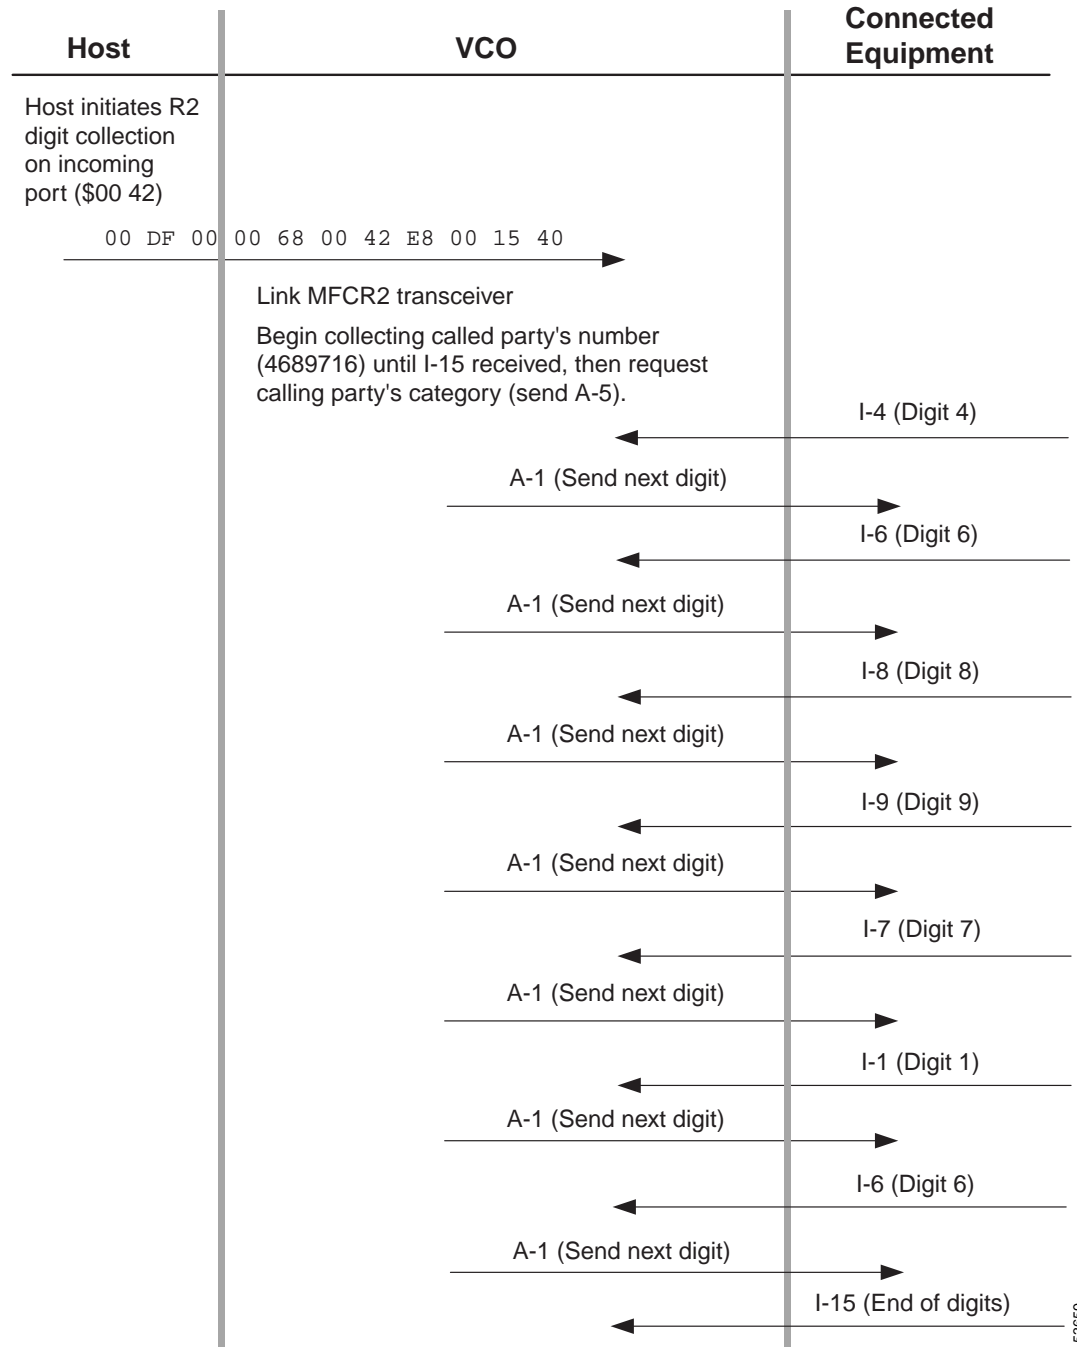 Host
VCO
Connected
Equipment
Host initiates R2
digit collection
on incoming
port ($00 42)
00 DF 00 00 68 00 42 E8 00 15 40
Link MFCR2 transceiver
Begin collecting called party's number
(4689716) until I-15 received, then request
calling party's category (send A-5).
I-4 (Digit 4)
A-1 (Send next digit)
I-6 (Digit 6)
A-1 (Send next digit)
I-8 (Digit 8)
A-1 (Send next digit)
I-9 (Digit 9)
A-1 (Send next digit)
I-7 (Digit 7)
A-1 (Send next digit)
I-1 (Digit 1)
A-1 (Send next digit)
I-6 (Digit 6)
A-1 (Send next digit)
I-15 (End of digits)